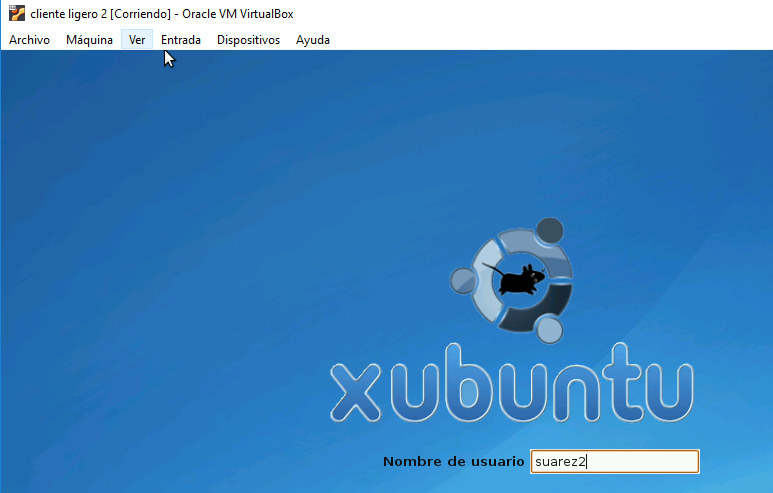 cliente ligero 2 [Corriendo] - Oracle VM VirtualBox
Archivo Máquina Ver Entrada Dispositivos Ayuda
xubuntu
Nombre de usuario suarez2